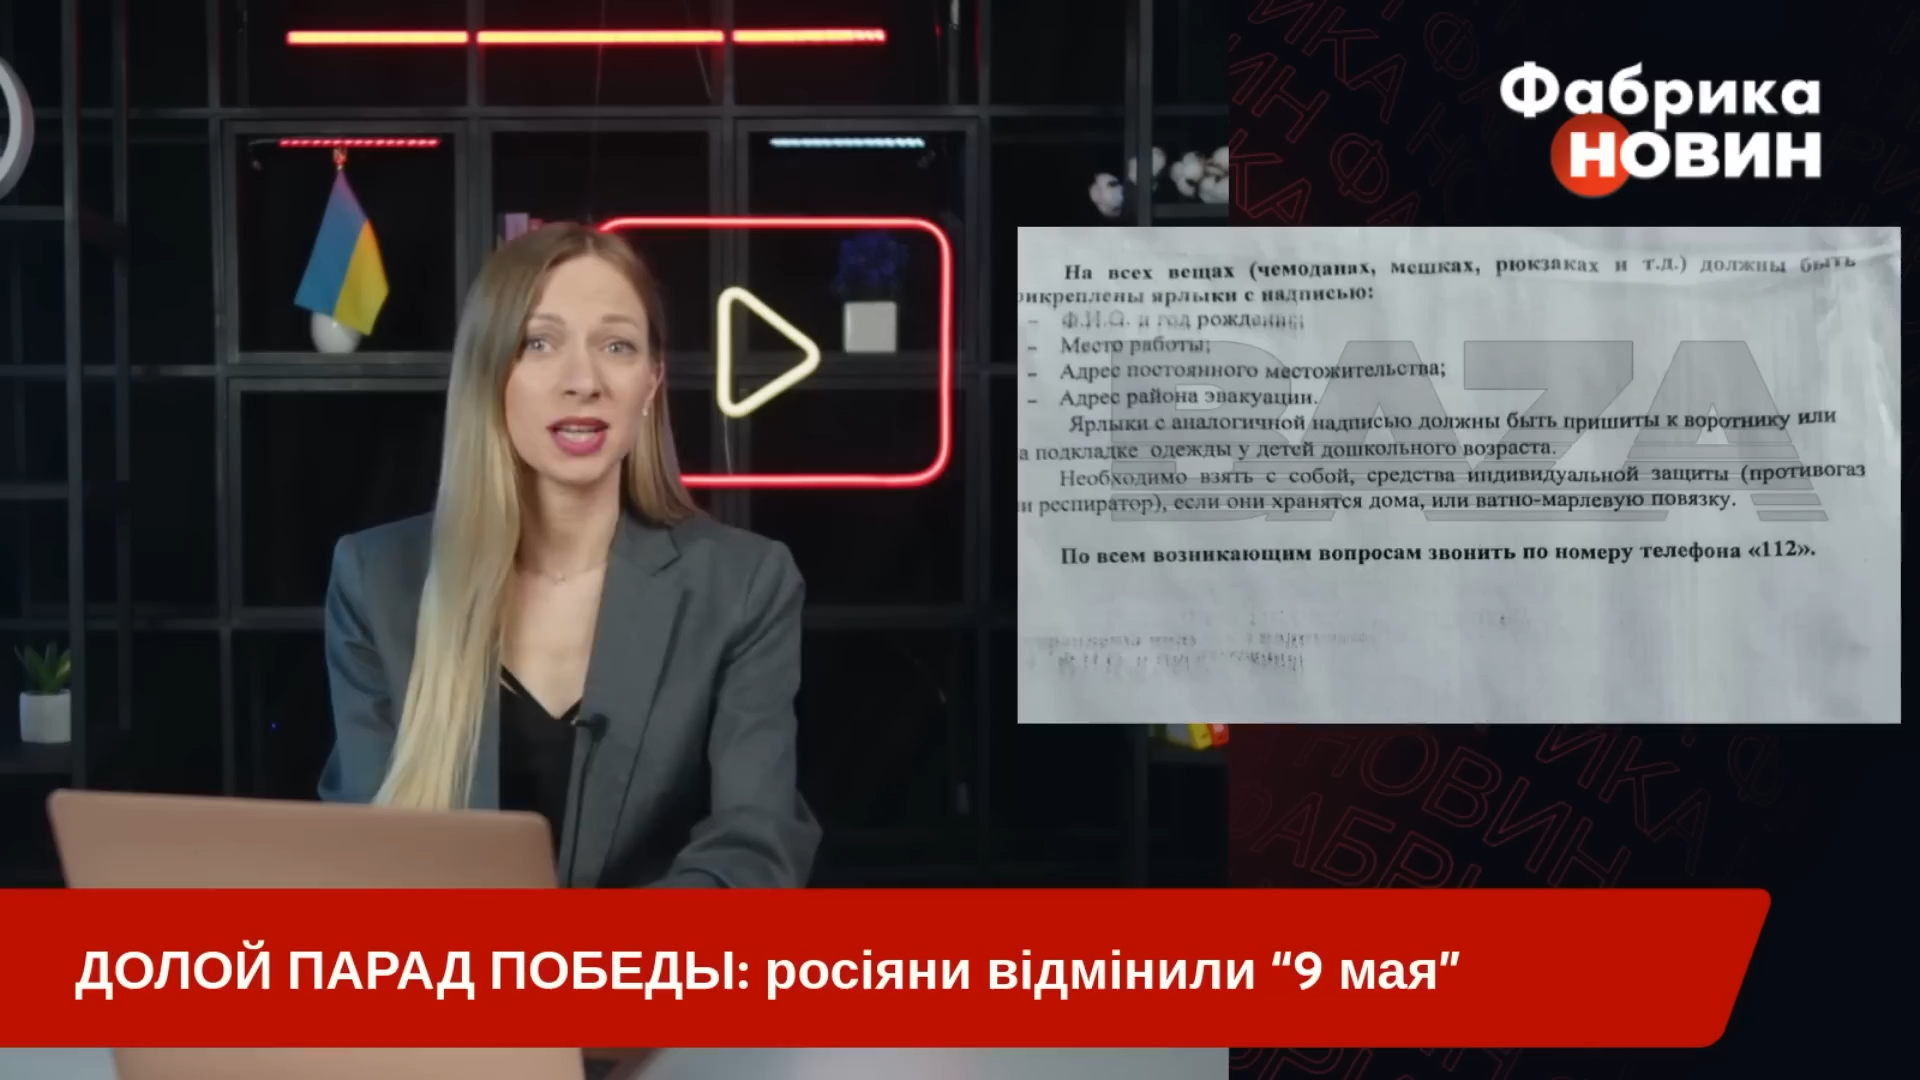 Фабрика
НОВИН
На всех вещах (чемоданах, мешках, рюкзаках и т.д.) должны быть
рикреплены ярлыки с надписью:
- Ф.И.О. и год рождения;
- Место работы;
- Адрес постоянного местожительства;
- Адрес района эвакуации.
Ярлыки с аналогичной надписью должны быть пришиты к воротнику или
а подкладке одежды у детей дошкольного возраста.
Необходимо взять с собой, средства индивидуальной защиты (противогаз
и респиратор), если они хранятся дома, или ватно-марлевую повязку.
По всем возникающим вопросам звонить по номеру телефона «112».
BAZA
ДОЛОЙ ПАРАД ПОБЕДЫ: росіяни відмінили “9 мая”